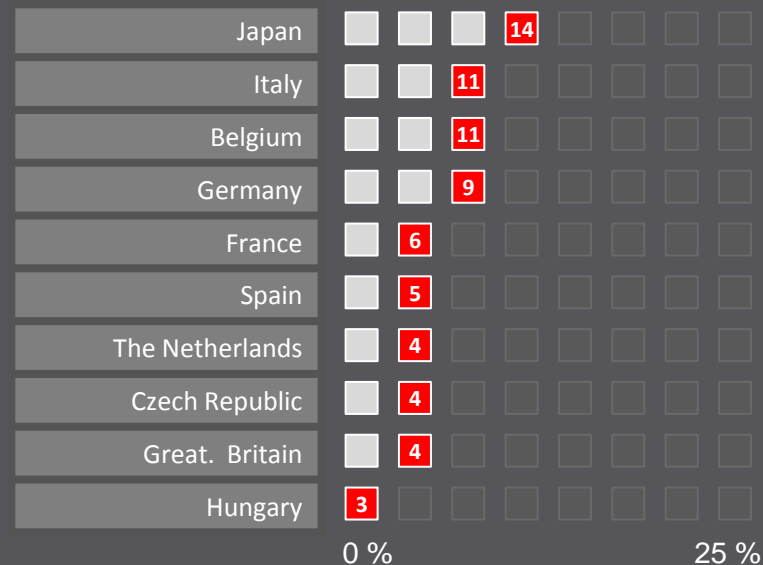 Japan 14
Italy 11
Belgium 11
Germany 9
France 6
Spain 5
The Netherlands 4
Czech Republic 4
Great.  Britain 4
Hungary 3
0 % 25 %